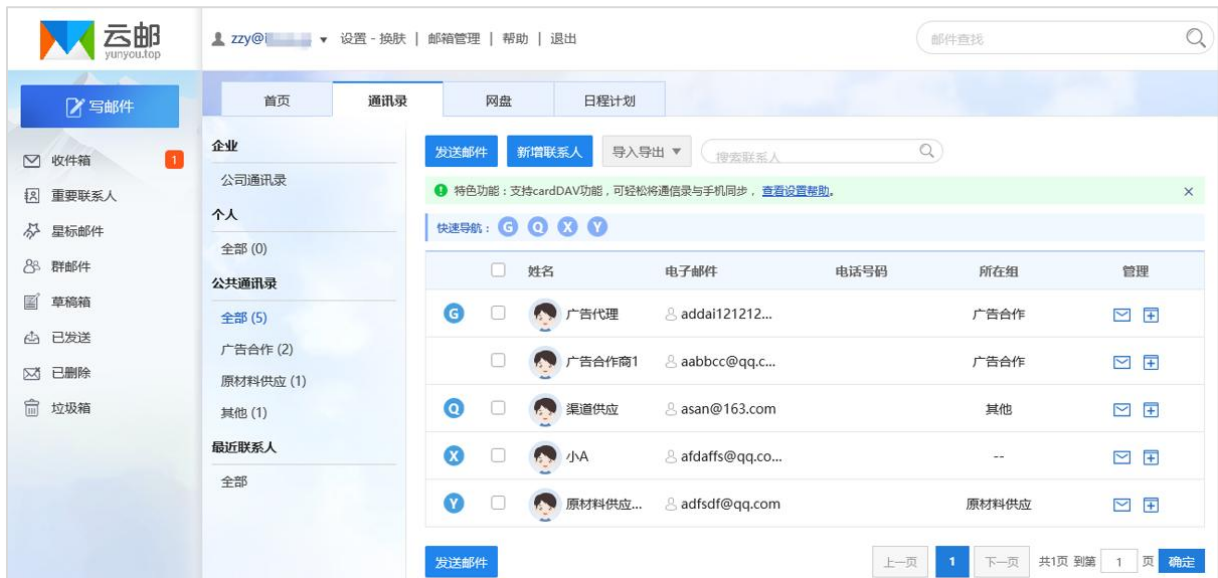 云邮
yunyou.top
zzy@ ▼ 设置 - 换肤 | 邮箱管理 | 帮助 | 退出
邮件查找
写邮件
收件箱 1
重要联系人
星标邮件
群邮件
草稿箱
已发送
已删除
垃圾箱
首页 通讯录 网盘 日程计划
企业
公司通讯录
个人
全部 (0)
公共通讯录
全部 (5)
广告合作 (2)
原材料供应 (1)
其他 (1)
最近联系人
全部
发送邮件 新增联系人 导入导出 ▼ 搜索联系人
特色功能：支持cardDAV功能，可轻松将通信录与手机同步， 查看设置帮助。 ×
快速导航： G Q X Y
姓名 电子邮件 电话号码 所在组 管理
G 广告代理 addai121212... 广告合作
广告合作商1 aabbcc@qq.c... 广告合作
Q 渠道供应 asan@163.com 其他
X 小A afdaffs@qq.co... --
Y 原材料供应... adfsdf@qq.com 原材料供应
发送邮件 上一页 1 下一页 共1页 到第 1 页 确定